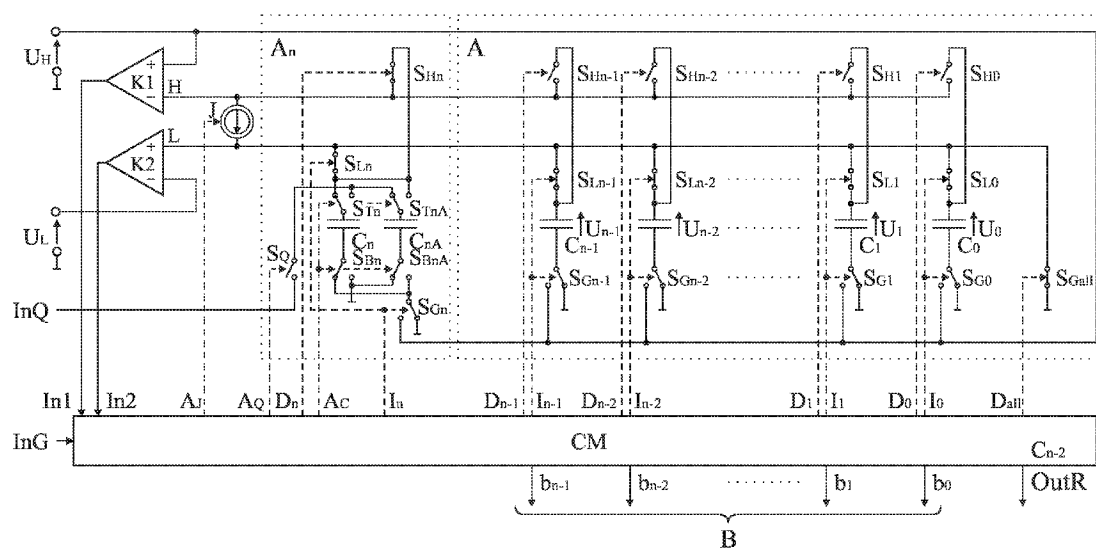 An A
UH K1 + − H
SHn SHn-1 SHn-2 SH1 SH0
J
K2 + − L
SLn SLn-1 SLn-2 SL1 SL0
STn STnA
Cn CnA Cn-1 Un-1 Un-2 C1 U1 C0 U0
UL
SQ SBn SBnA SGn-1 SGn-2 SG1 SG0 SGall
InQ SGn
In1 In2 AJ AQ Dn AC In Dn-1 In-1 Dn-2 In-2 D1 I1 D0 I0 Dall
InG CM
Cn-2
bn-1 bn-2 b1 b0 OutR
B